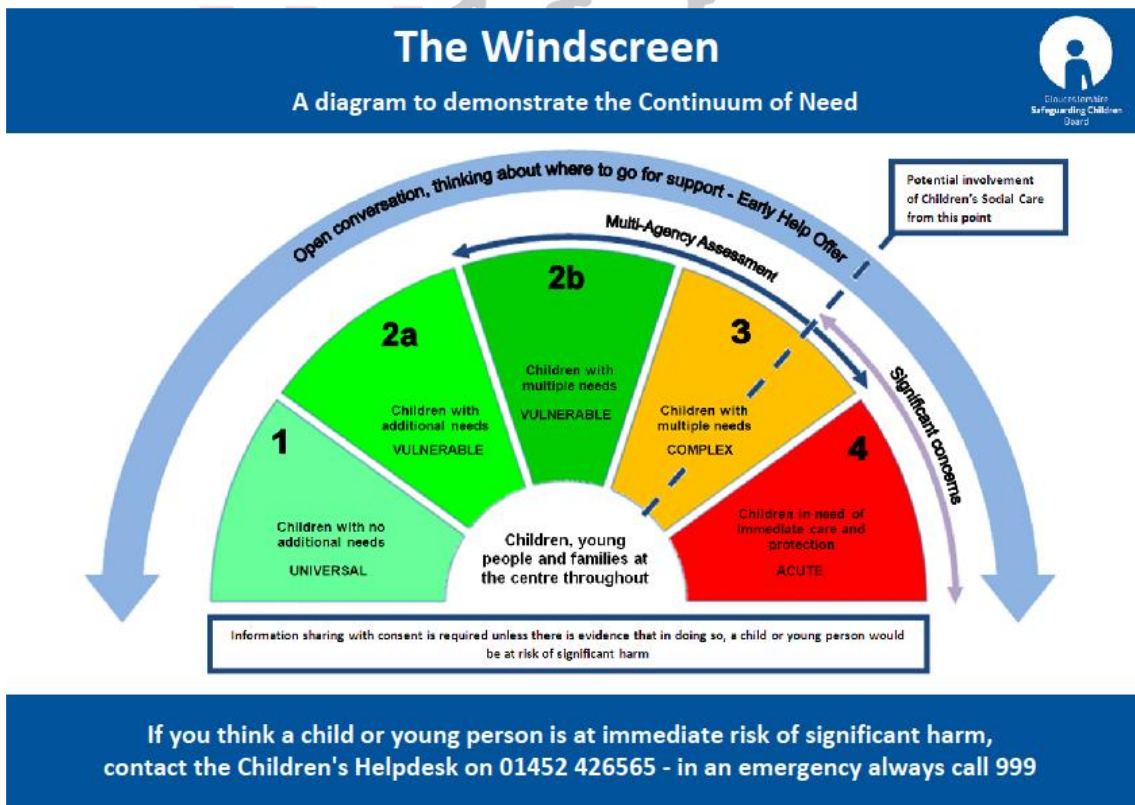 The Windscreen
A diagram to demonstrate the Continuum of Need
Gloucestershire
Safeguarding Children
Board
Open conversation, thinking about where to go for support - Early Help Offer
Potential involvement
of Children's Social Care
from this point
Multi-Agency Assessment
Significant concerns
1
Children with no
additional needs
UNIVERSAL
2a
Children with
additional needs
VULNERABLE
2b
Children with
multiple needs
VULNERABLE
3
Children with
multiple needs
COMPLEX
4
Children in need of
immediate care and
protection
ACUTE
Children, young
people and families at
the centre throughout
Information sharing with consent is required unless there is evidence that in doing so, a child or young person would
be at risk of significant harm
If you think a child or young person is at immediate risk of significant harm,
contact the Children's Helpdesk on 01452 426565 - in an emergency always call 999